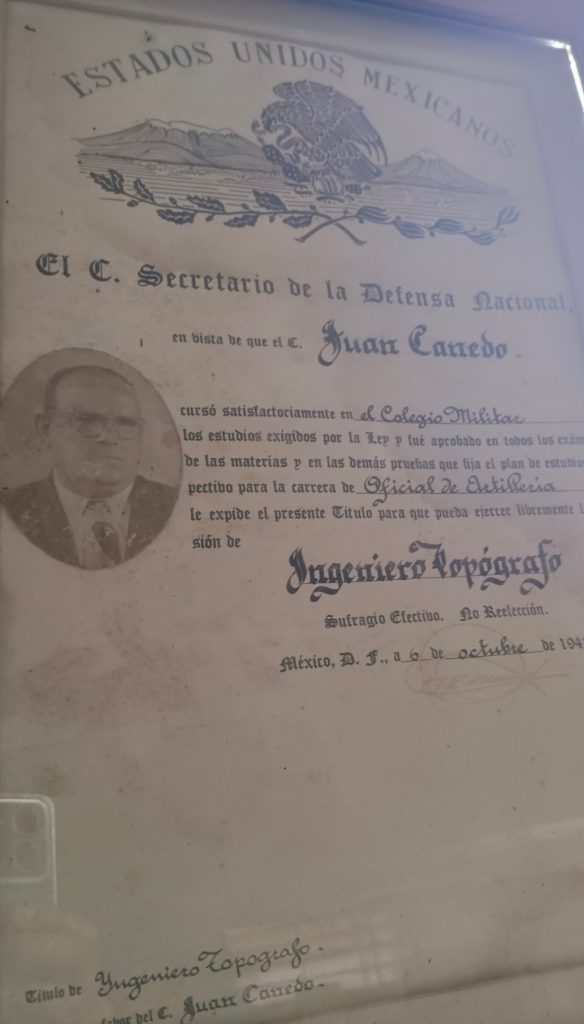 ESTADOS UNIDOS MEXICANOS
El C. Secretario de la Defensa Nacional,
en vista de que el C. Juan Canedo.
cursó satisfactoriamente en el Colegio Militar
los estudios exigidos por la Ley y fué aprobado en todos los exám
de las materias y en las demás pruebas que fija el plan de estudio
pectivo para la carrera de Oficial de Artillería
le expide el presente Título para que pueda ejercer libremente l
sión de
Ingeniero Topógrafo
Sufragio Efectivo. No Reelección.
México, D. F., a 6 de octubre de 194
Título de Yngeniero Topografo.
favor del C. Juan Canedo.